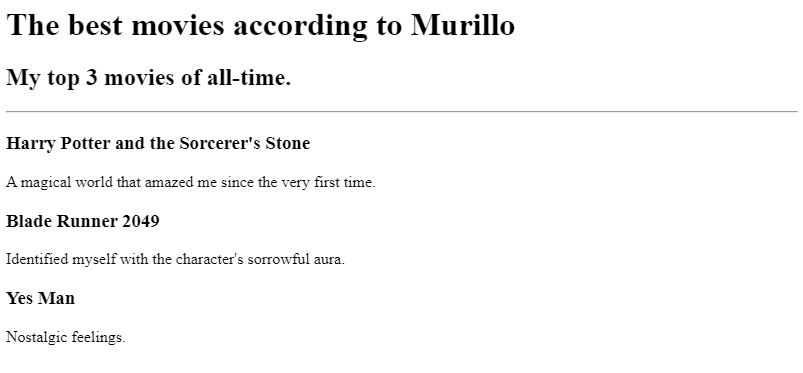 The best movies according to Murillo
My top 3 movies of all-time.
Harry Potter and the Sorcerer's Stone
A magical world that amazed me since the very first time.
Blade Runner 2049
Identified myself with the character's sorrowful aura.
Yes Man
Nostalgic feelings.